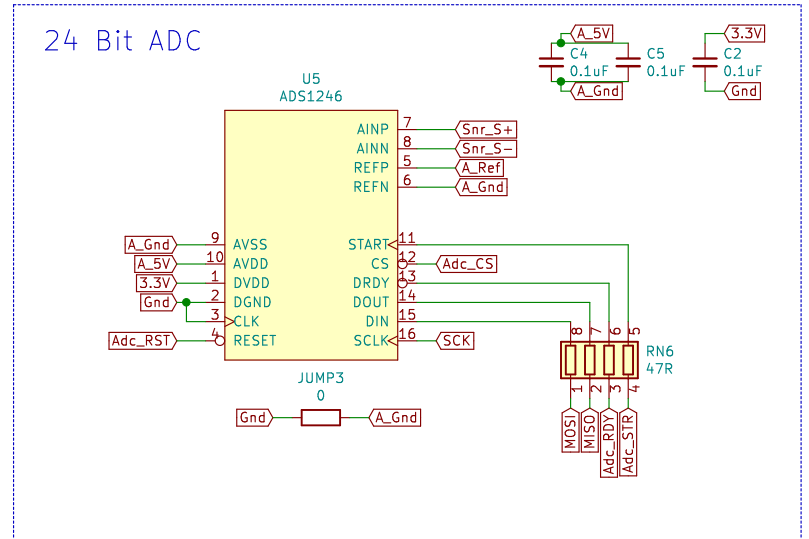 24 Bit ADC
A_5V
C4
0.1uF
C5
0.1uF
A_Gnd
3.3V
C2
0.1uF
Gnd
U5
ADS1246
AINP 7 Snr_S+
AINN 8 Snr_S-
REFP 5 A_Ref
REFN 6 A_Gnd
A_Gnd 9 AVSS
START 11
A_5V 10 AVDD
CS 12 Adc_CS
3.3V 1 DVDD
DRDY 13
Gnd 2 DGND
DOUT 14
3 CLK
DIN 15
Adc_RST 4 RESET
SCLK 16 SCK
8 7 6 5
RN6
47R
1 2 3 4
MOSI
MISO
Adc_RDY
Adc_STR
JUMP3
0
Gnd
A_Gnd